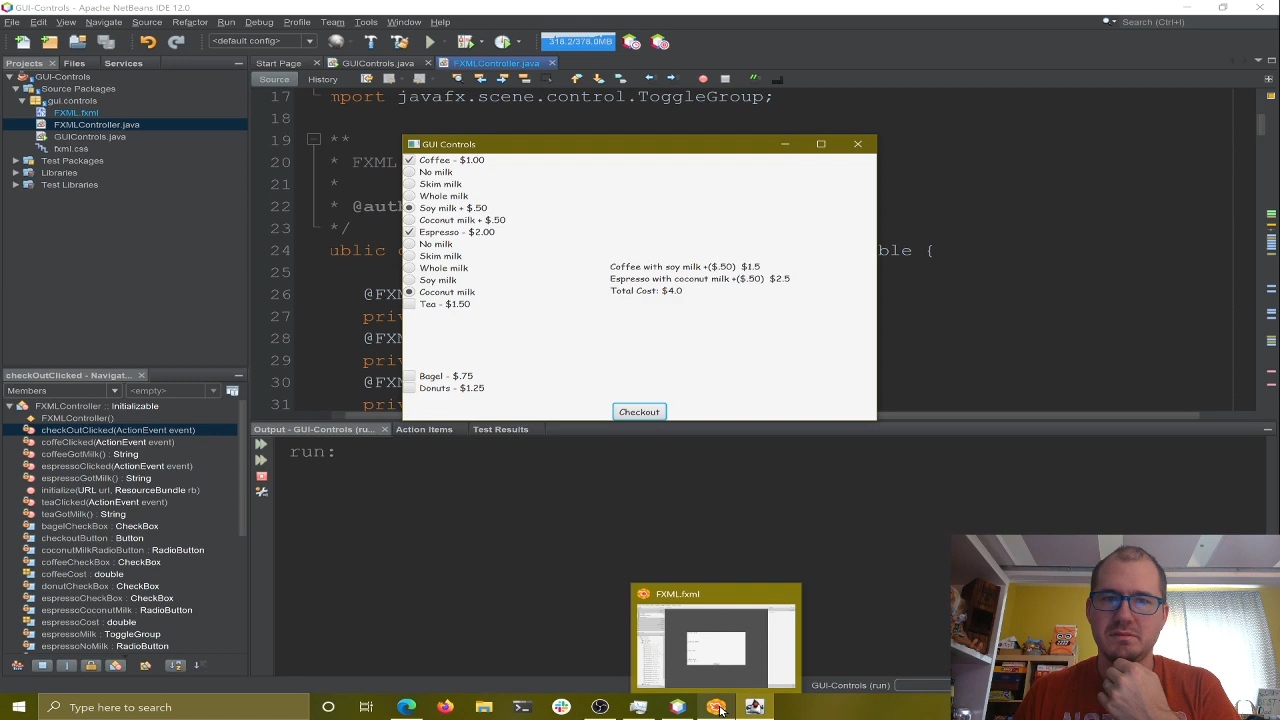 GUI-Controls - Apache NetBeans IDE 12.0
File Edit View Navigate Source Refactor Run Debug Profile Team Tools Window Help
Search (Ctrl+I)
<default config>
318.2/378.0MB
Projects Files Services
Start Page GUIControls.java FXMLController.java
Source History
GUI-Controls
Source Packages
gui.controls
FXML.fxml
FXMLController.java
GUIControls.java
fxml.css
Test Packages
Libraries
Test Libraries
17 mport javafx.scene.control.ToggleGroup;
18
19 **
20 * FXML
21 *
22 * @aut
23 */
24 ublic ble {
25
26 @FX
27 pri
28 @FX
29 pri
30 @FX
31 pri
GUI Controls
Coffee - $1.00
No milk
Skim milk
Whole milk
Soy milk + $.50
Coconut milk + $.50
Espresso - $2.00
No milk
Skim milk
Whole milk
Soy milk
Coconut milk
Tea - $1.50
Bagel - $.75
Donuts - $1.25
Coffee with soy milk +($.50) $1.5
Espresso with coconut milk +($.50) $2.5
Total Cost: $4.0
Checkout
checkOutClicked - Navigat...
Members <empty>
FXMLController :: Initializable
FXMLController()
checkOutClicked(ActionEvent event)
coffeClicked(ActionEvent event)
coffeeGotMilk() : String
espressoClicked(ActionEvent event)
espressoGotMilk() : String
initialize(URL url, ResourceBundle rb)
teaClicked(ActionEvent event)
teaGotMilk() : String
bagelCheckBox : CheckBox
checkoutButton : Button
coconutMilkRadioButton : RadioButton
coffeeCheckBox : CheckBox
coffeeCost : double
donutCheckBox : CheckBox
espressoCheckBox : CheckBox
espressoCoconutMilk : RadioButton
espressoCost : double
espressoMilk : ToggleGroup
espressoNoMilk : RadioButton
Output - GUI-Controls (ru... Action Items Test Results
run:
FXML.fxml
GUI-Controls (run)
Type here to search